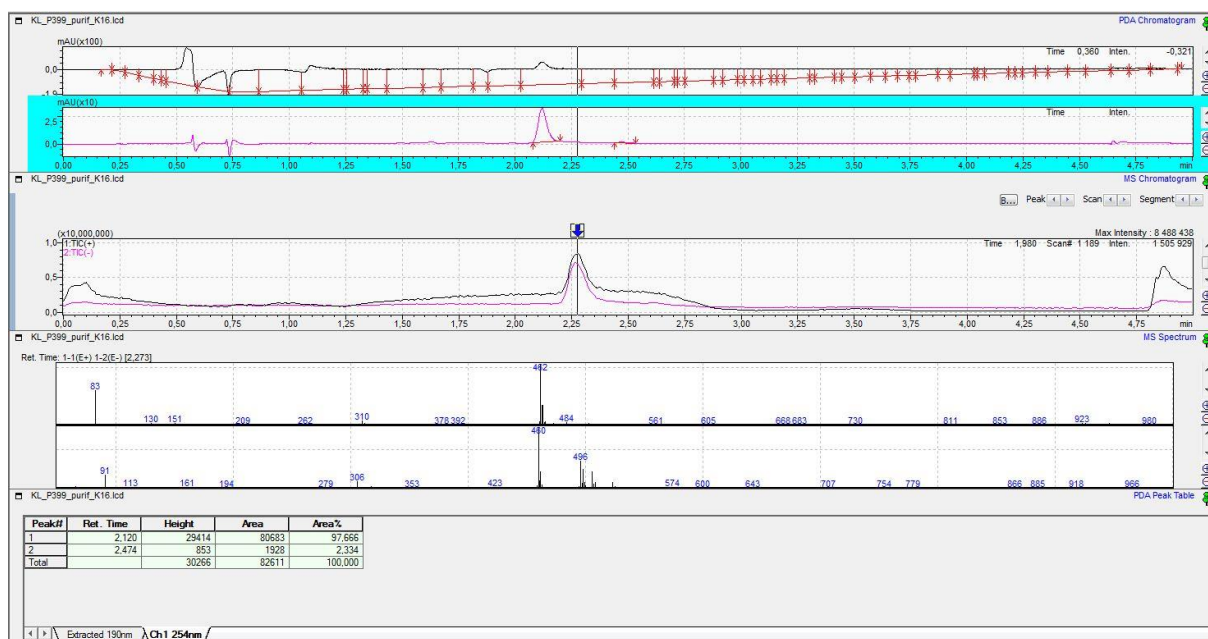 KL_P399_purif_K16.lcd PDA Chromatogram
mAU(x100)
Time 0,360 Inten. -0,321
0,0
-1,9
mAU(x10)
Time Inten.
2,5
0,0
0,00 0,25 0,50 0,75 1,00 1,25 1,50 1,75 2,00 2,25 2,50 2,75 3,00 3,25 3,50 3,75 4,00 4,25 4,50 4,75 min
KL_P399_purif_K16.lcd MS Chromatogram
B... Peak Scan Segment
(x10,000,000) Max Intensity : 8 488 438
1:TIC(+) Time 1,980 Scan# 1 189 Inten. 1 505 929
2:TIC(-)
1,0
0,5
0,0
0,00 0,25 0,50 0,75 1,00 1,25 1,50 1,75 2,00 2,25 2,50 2,75 3,00 3,25 3,50 3,75 4,00 4,25 4,50 4,75 min
KL_P399_purif_K16.lcd MS Spectrum
Ret. Time: 1-1(E+) 1-2(E-) [2,273]
83 130 151 209 262 310 378 392 462 484 561 605 668 683 730 811 853 886 923 980
91 113 161 194 279 306 353 423 460 496 574 600 643 707 754 779 866 885 918 966
KL_P399_purif_K16.lcd PDA Peak Table
Peak# Ret. Time Height Area Area%
1 2,120 29414 80683 97,666
2 2,474 853 1928 2,334
Total 30266 82611 100,000
Extracted 190nm Ch1 254nm